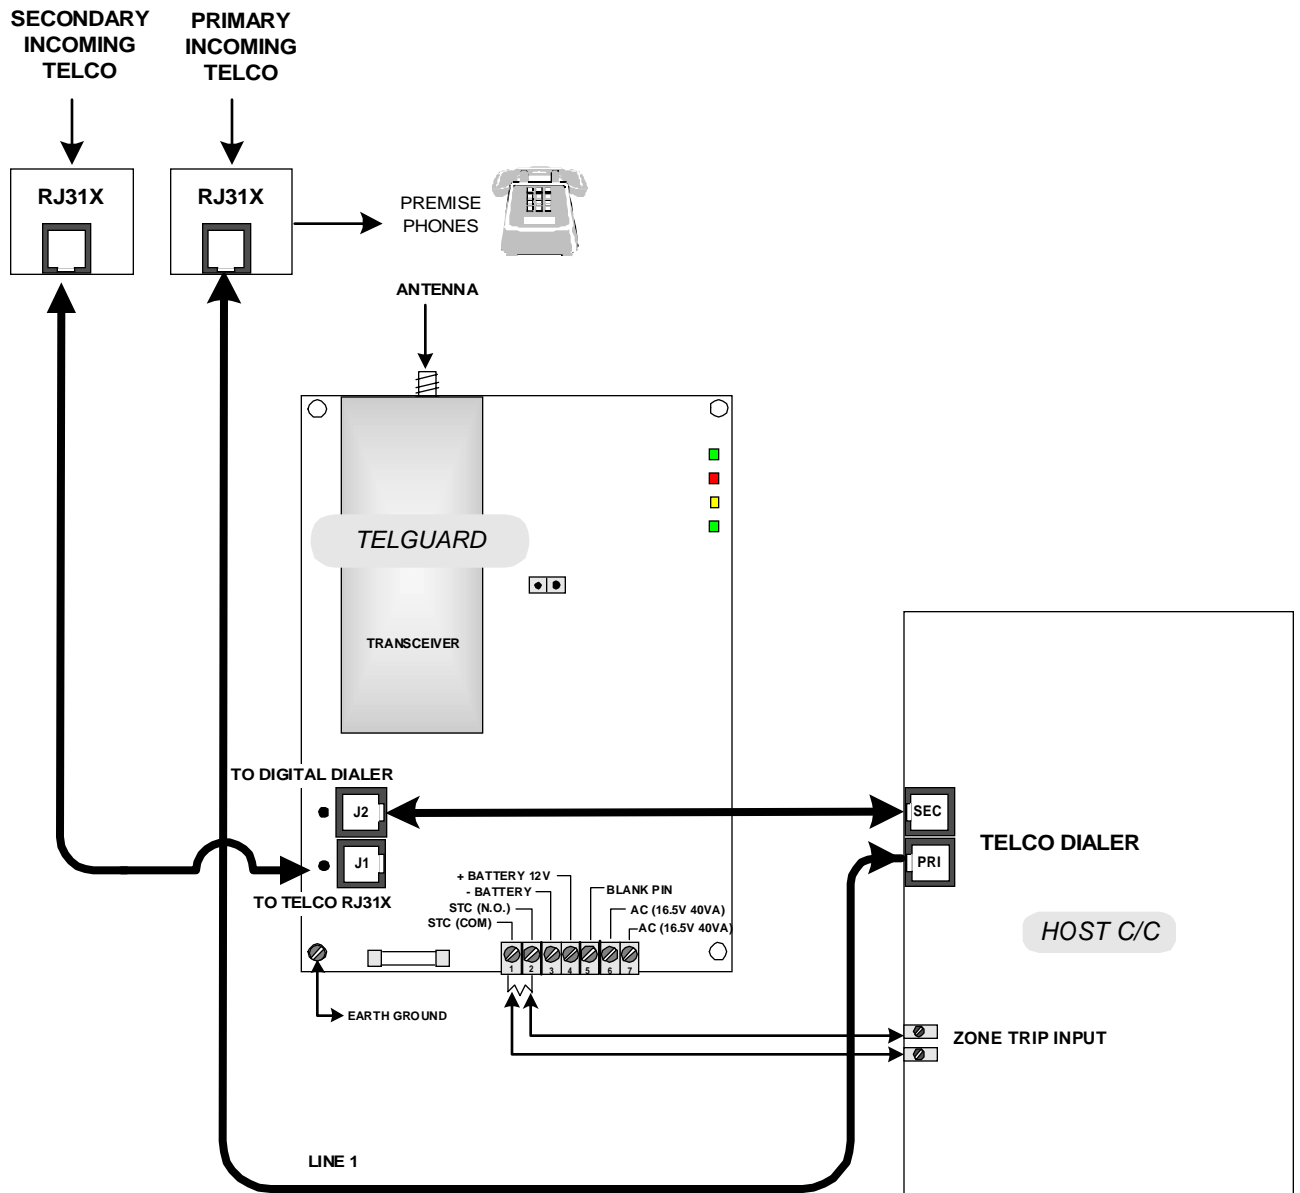 SECONDARY
INCOMING
TELCO
PRIMARY
INCOMING
TELCO
RJ31X
RJ31X
PREMISE
PHONES
ANTENNA
TELGUARD
TRANSCEIVER
TO DIGITAL DIALER
J2
J1
TO TELCO RJ31X
SEC
PRI
TELCO DIALER
HOST C/C
+ BATTERY 12V
- BATTERY
STC (N.O.)
STC (COM)
BLANK PIN
AC (16.5V 40VA)
AC (16.5V 40VA)
1 2 3 4 5 6 7
EARTH GROUND
ZONE TRIP INPUT
LINE 1